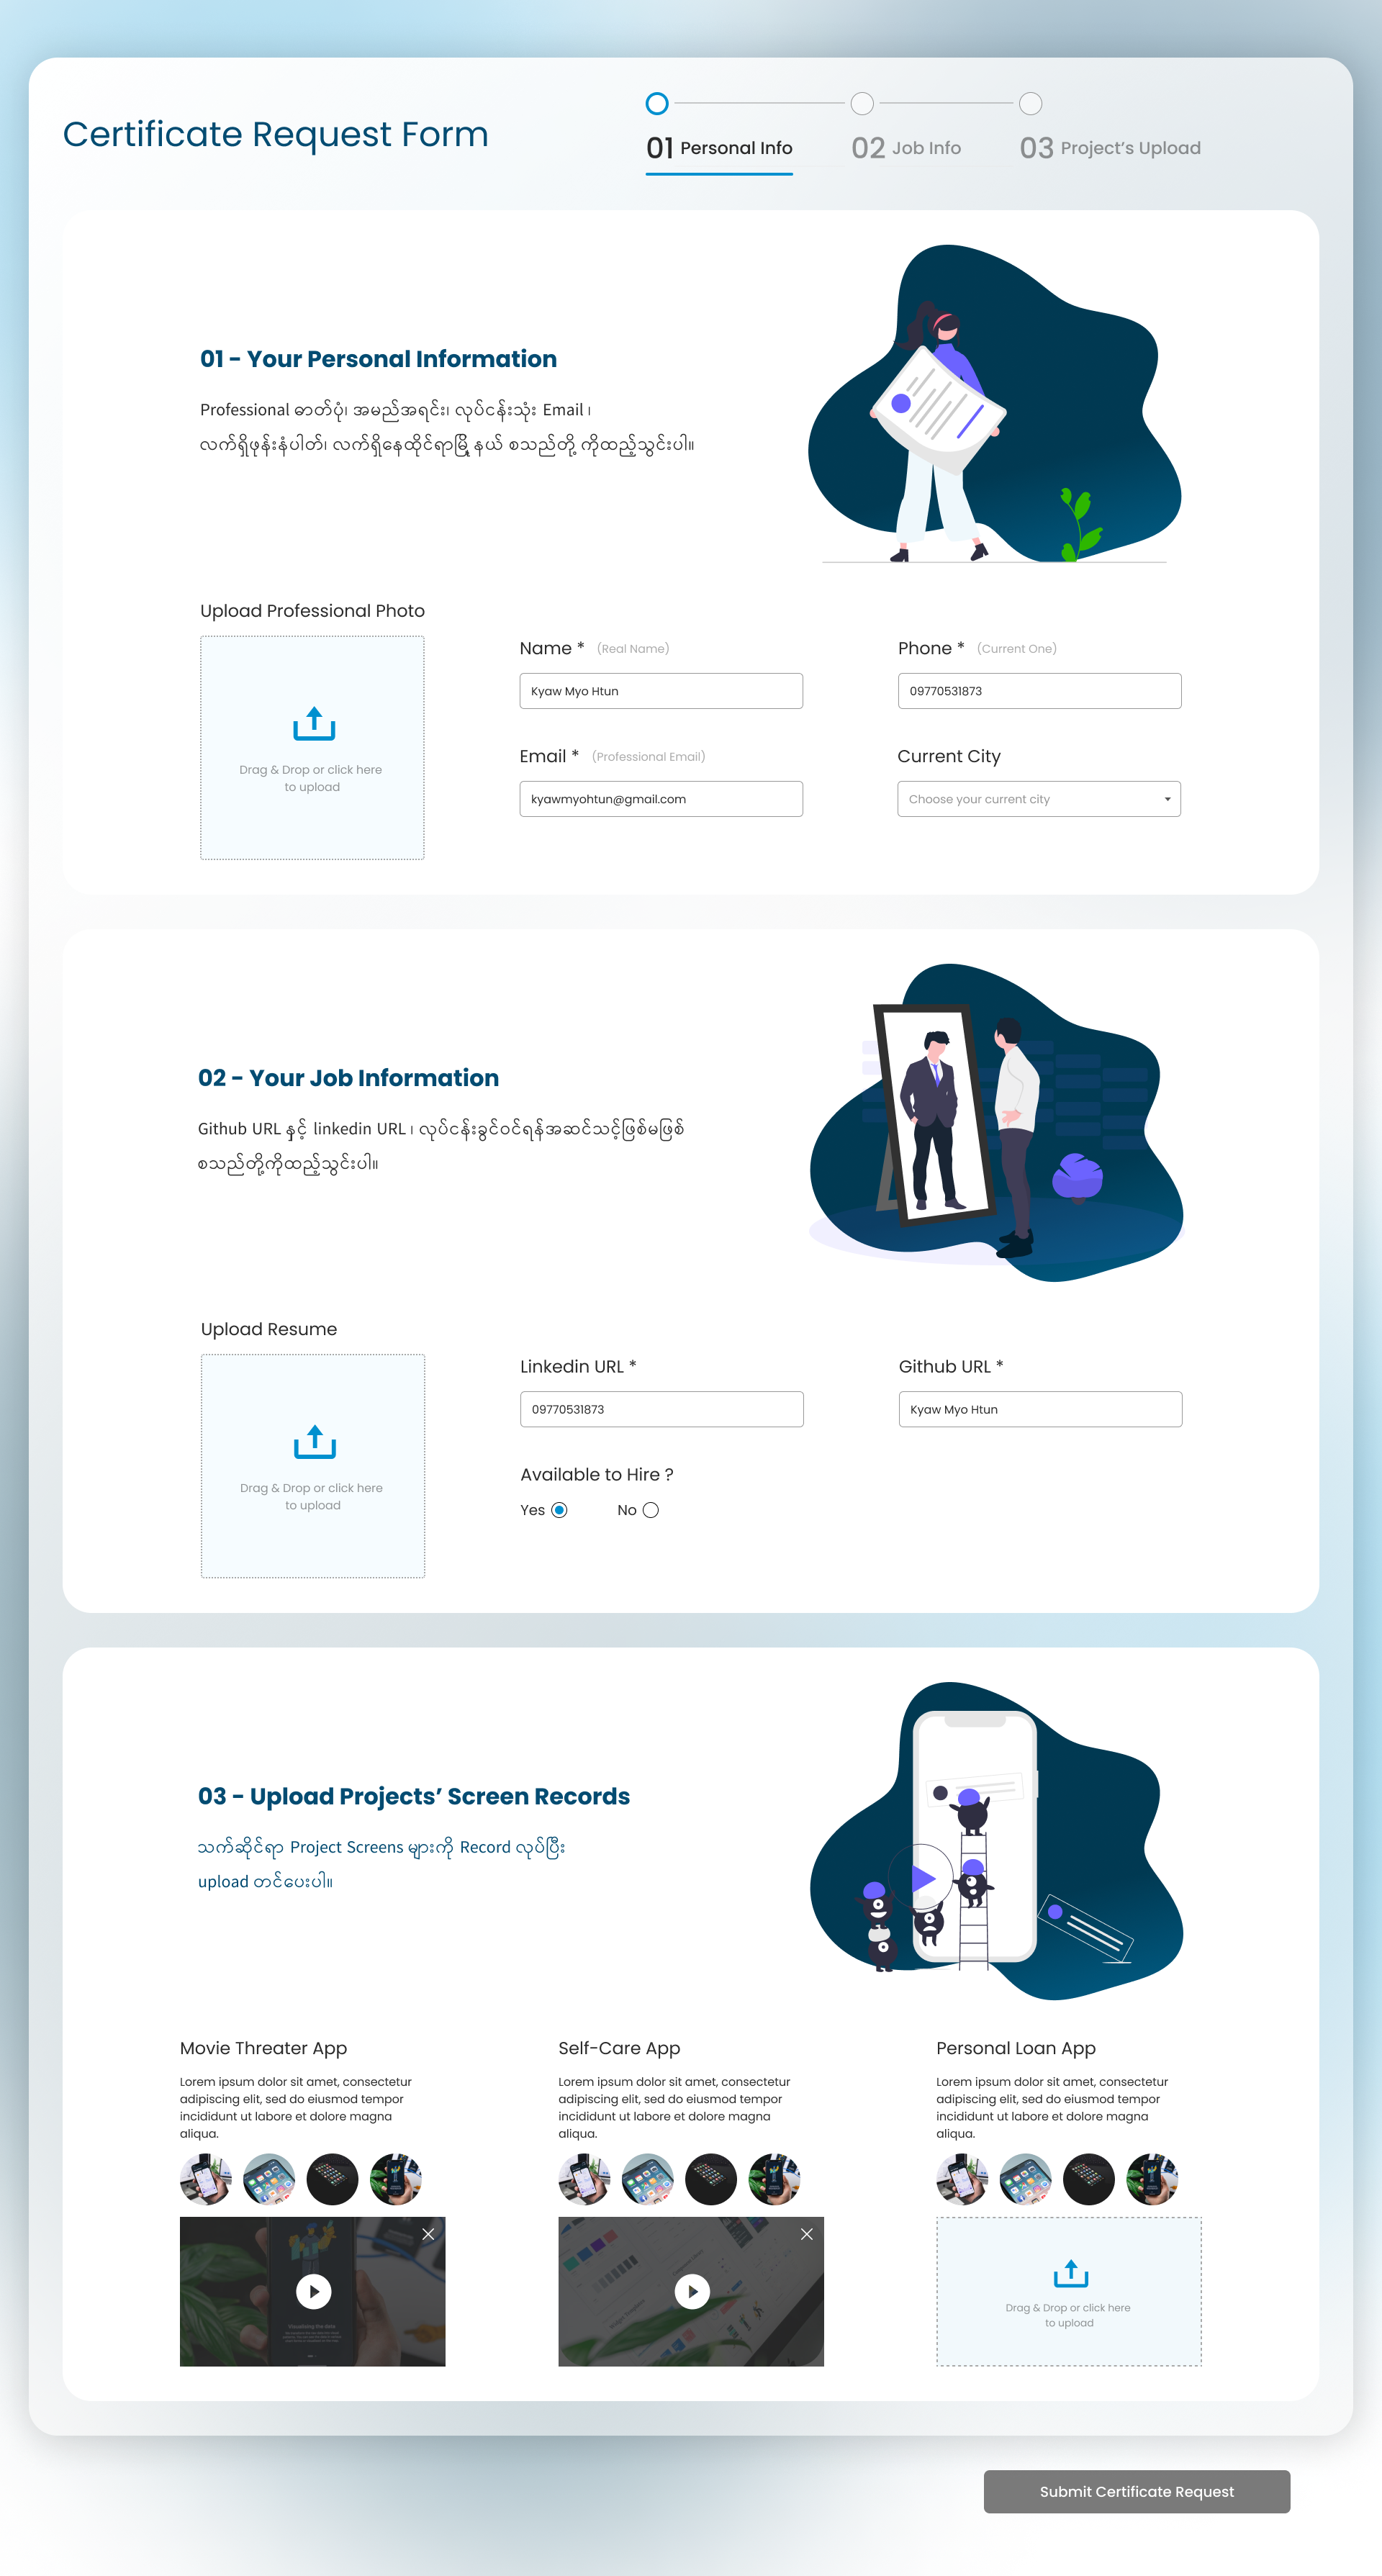 Certificate Request Form
01 Personal Info
02 Job Info
03 Project's Upload
01 - Your Personal Information
Professional ဓာတ်ပုံ၊ အမည်အရင်း၊ လုပ်ငန်းသုံး Email ၊
လက်ရှိဖုန်းနံပါတ်၊ လက်ရှိနေထိုင်ရာမြို့နယ် စသည်တို့ ကိုထည့်သွင်းပါ။
Upload Professional Photo
Drag & Drop or click here
to upload
Name * (Real Name)
Kyaw Myo Htun
Phone * (Current One)
09770531873
Email * (Professional Email)
kyawmyohtun@gmail.com
Current City
Choose your current city
02 - Your Job Information
Github URL နှင့် linkedin URL ၊ လုပ်ငန်းခွင်ဝင်ရန်အဆင်သင့်ဖြစ်မဖြစ်
စသည်တို့ကိုထည့်သွင်းပါ။
Upload Resume
Drag & Drop or click here
to upload
Linkedin URL *
09770531873
Github URL *
Kyaw Myo Htun
Available to Hire ?
Yes
No
03 - Upload Projects' Screen Records
သက်ဆိုင်ရာ Project Screens များကို Record လုပ်ပြီး
upload တင်ပေးပါ။
Movie Threater App
Lorem ipsum dolor sit amet, consectetur
adipiscing elit, sed do eiusmod tempor
incididunt ut labore et dolore magna
aliqua.
Self-Care App
Lorem ipsum dolor sit amet, consectetur
adipiscing elit, sed do eiusmod tempor
incididunt ut labore et dolore magna
aliqua.
Personal Loan App
Lorem ipsum dolor sit amet, consectetur
adipiscing elit, sed do eiusmod tempor
incididunt ut labore et dolore magna
aliqua.
Visualizing the data
Drag & Drop or click here
to upload
Submit Certificate Request